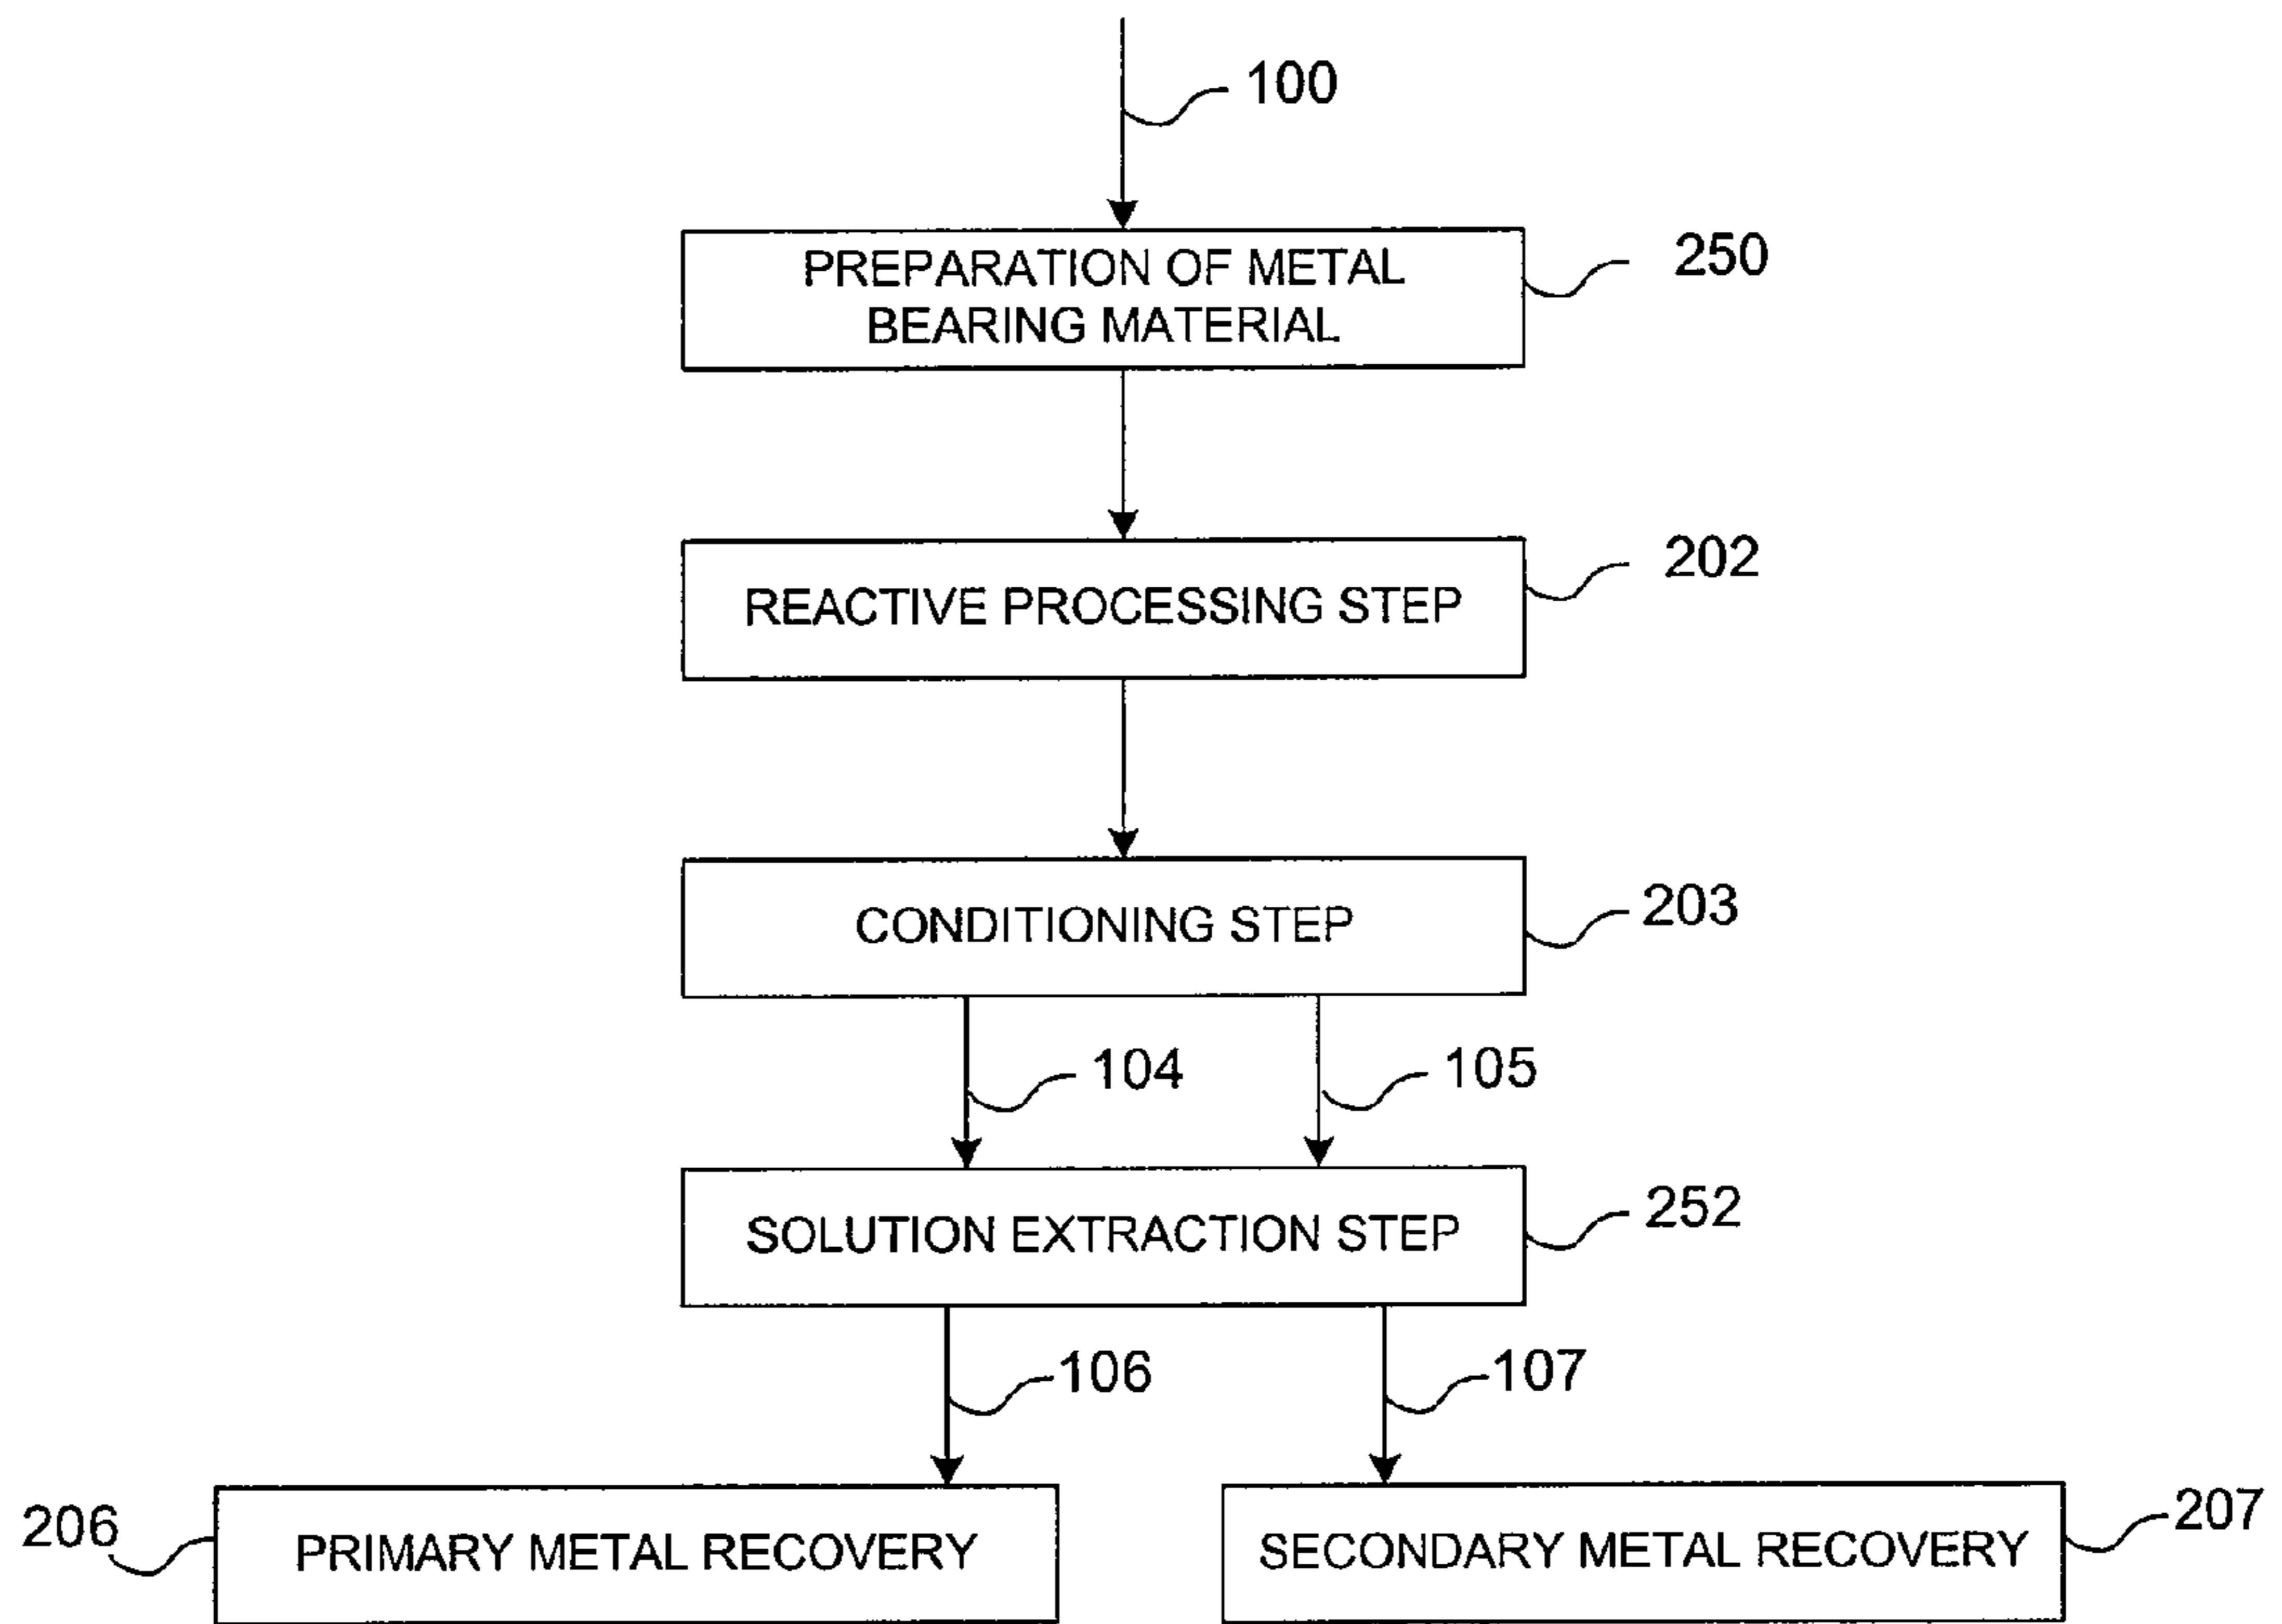 100
PREPARATION OF METAL
BEARING MATERIAL
250
REACTIVE PROCESSING STEP
202
CONDITIONING STEP
203
104
105
SOLUTION EXTRACTION STEP
252
106
107
206
PRIMARY METAL RECOVERY
SECONDARY METAL RECOVERY
207